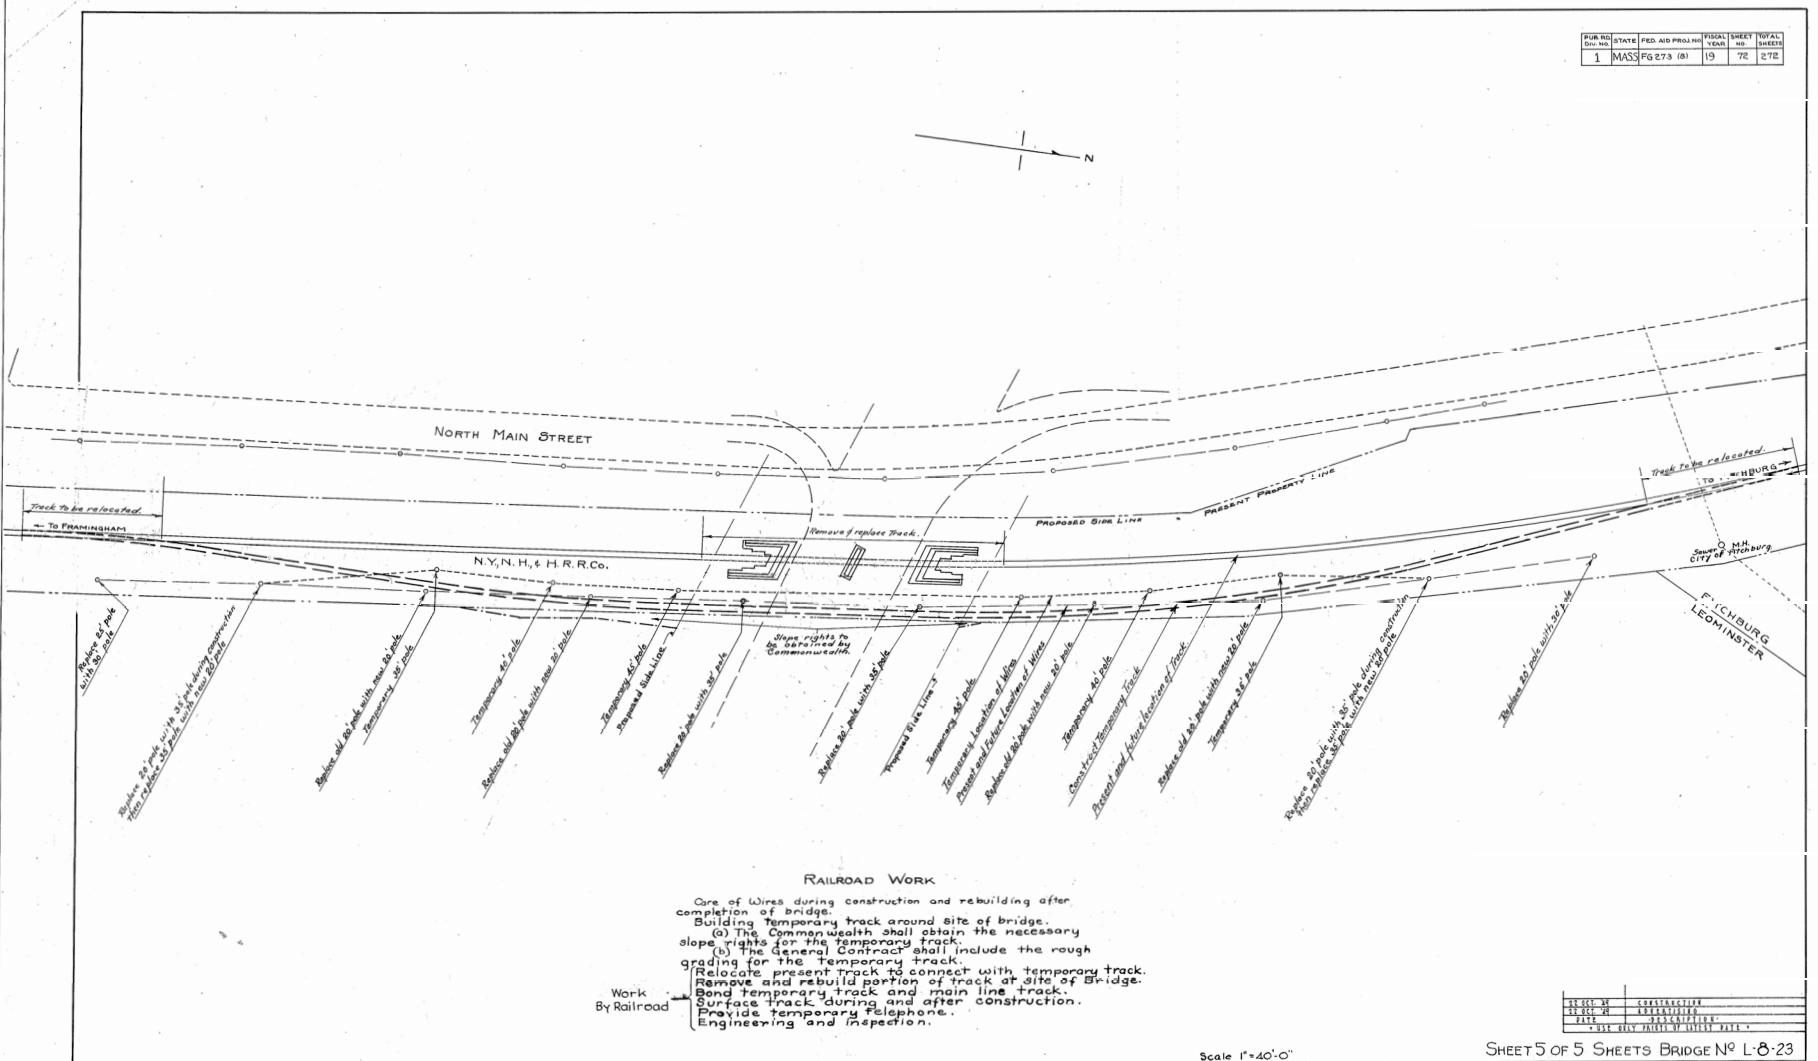 PUB. RD. DIV. NO. STATE FED. AID PROJ. NO. FISCAL YEAR SHEET NO. TOTAL SHEETS
1 MASS FG 273 (8) 19 72 272
N
NORTH MAIN STREET
Track to be relocated.
← TO FRAMINGHAM
Remove & replace Track.
N.Y., N.H., & H.R.R.Co.
PROPOSED SIDE LINE
PRESENT PROPERTY LINE
Track to be relocated.
TO
Sewer M.H.
City of Fitchburg
FITCHBURG
LEOMINSTER
Slope rights to
be obtained by
Commonwealth.
Replace 25' pole
with 30' pole
Replace 20' pole with 35' pole during construction
then replace 35' pole with new 20' pole
Replace old 20' pole with new 20' pole
Temporary 35' pole
Temporary 40' pole
Replace old 20' pole with new 20' pole
Temporary 45' pole
Proposed Side Line
Replace 20' pole with 35' pole
Replace 20' pole with 35' pole
Proposed Side Line
Temporary 45' pole
Temporary Location of Wires
Present and Future Location of Wires
Replace old 20' pole with new 20' pole
Temporary 40' pole
Construct Temporary Track
Present and future location of Track
Replace old 20' pole with new 20' pole
Temporary 35' pole
Replace 20' pole with 35' pole during construction
then replace 35' pole with new 20' pole
Replace 20' pole with 30' pole
RAILROAD WORK
Care of Wires during construction and rebuilding after
completion of bridge.
Building temporary track around site of bridge.
(a) The Commonwealth shall obtain the necessary
slope rights for the temporary track.
(b) The General Contract shall include the rough
grading for the temporary track.
Relocate present track to connect with temporary track.
Remove and rebuild portion of track at site of Bridge.
Work
By Railroad
Bond temporary track and main line track.
Surface track during and after construction.
Provide temporary telephone.
Engineering and inspection.
Scale 1"=40'-0"
22 OCT. 49 CONSTRUCTION
22 OCT. 49 ADVERTISING
DATE ·DESCRIPTION·
• USE ONLY PRINTS OF LATEST DATE •
SHEET 5 OF 5 SHEETS BRIDGE Nº L-8-23